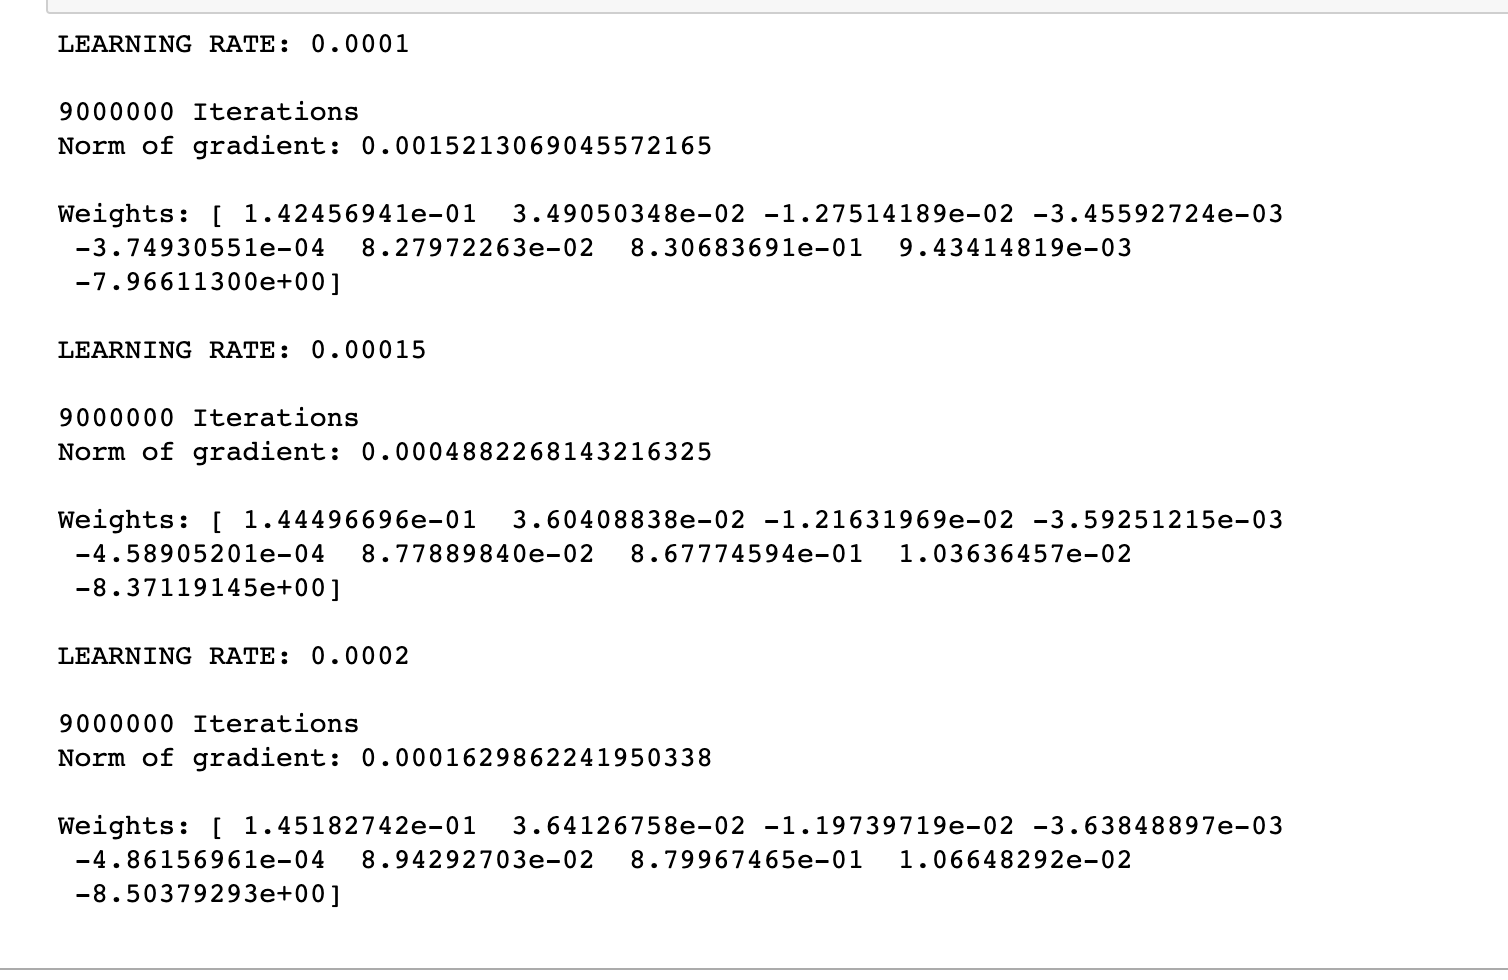 LEARNING RATE: 0.0001
9000000 Iterations
Norm of gradient: 0.0015213069045572165
Weights: [ 1.42456941e-01  3.49050348e-02 -1.27514189e-02 -3.45592724e-03
-3.74930551e-04  8.27972263e-02  8.30683691e-01  9.43414819e-03
-7.96611300e+00]
LEARNING RATE: 0.00015
9000000 Iterations
Norm of gradient: 0.0004882268143216325
Weights: [ 1.44496696e-01  3.60408838e-02 -1.21631969e-02 -3.59251215e-03
-4.58905201e-04  8.77889840e-02  8.67774594e-01  1.03636457e-02
-8.37119145e+00]
LEARNING RATE: 0.0002
9000000 Iterations
Norm of gradient: 0.0001629862241950338
Weights: [ 1.45182742e-01  3.64126758e-02 -1.19739719e-02 -3.63848897e-03
-4.86156961e-04  8.94292703e-02  8.79967465e-01  1.06648292e-02
-8.50379293e+00]